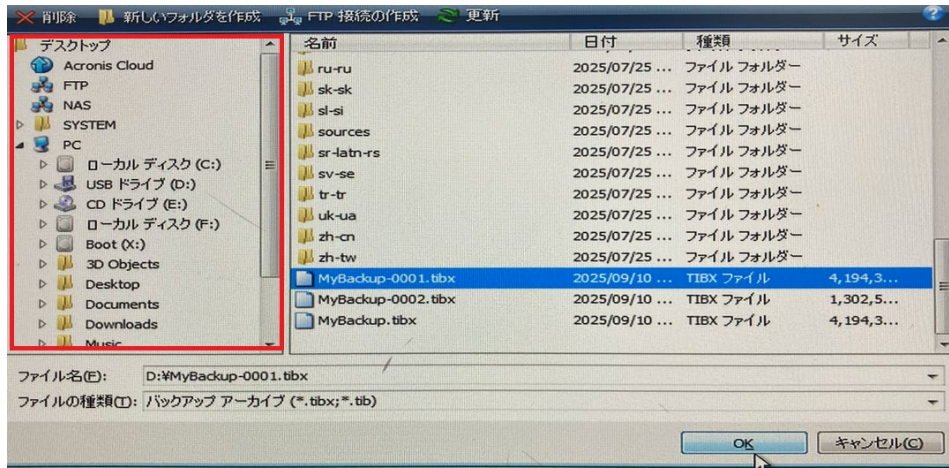 削除 新しいフォルダを作成 FTP 接続の作成 更新
デスクトップ
Acronis Cloud
FTP
NAS
SYSTEM
PC
ローカル ディスク (C:)
USB ドライブ (D:)
CD ドライブ (E:)
ローカル ディスク (F:)
Boot (X:)
3D Objects
Desktop
Documents
Downloads
Music
名前 日付 種類 サイズ
ru-ru 2025/07/25 ... ファイル フォルダー
sk-sk 2025/07/25 ... ファイル フォルダー
sl-si 2025/07/25 ... ファイル フォルダー
sources 2025/07/25 ... ファイル フォルダー
sr-latn-rs 2025/07/25 ... ファイル フォルダー
sv-se 2025/07/25 ... ファイル フォルダー
tr-tr 2025/07/25 ... ファイル フォルダー
uk-ua 2025/07/25 ... ファイル フォルダー
zh-cn 2025/07/25 ... ファイル フォルダー
zh-tw 2025/07/25 ... ファイル フォルダー
MyBackup-0001.tibx 2025/09/10 ... TIBX ファイル 4,194,3...
MyBackup-0002.tibx 2025/09/10 ... TIBX ファイル 1,302,5...
MyBackup.tibx 2025/09/10 ... TIBX ファイル 4,194,3...
ファイル名(F): D:¥MyBackup-0001.tibx
ファイルの種類(T): バックアップ アーカイブ (*.tibx;*.tib)
OK キャンセル(C)